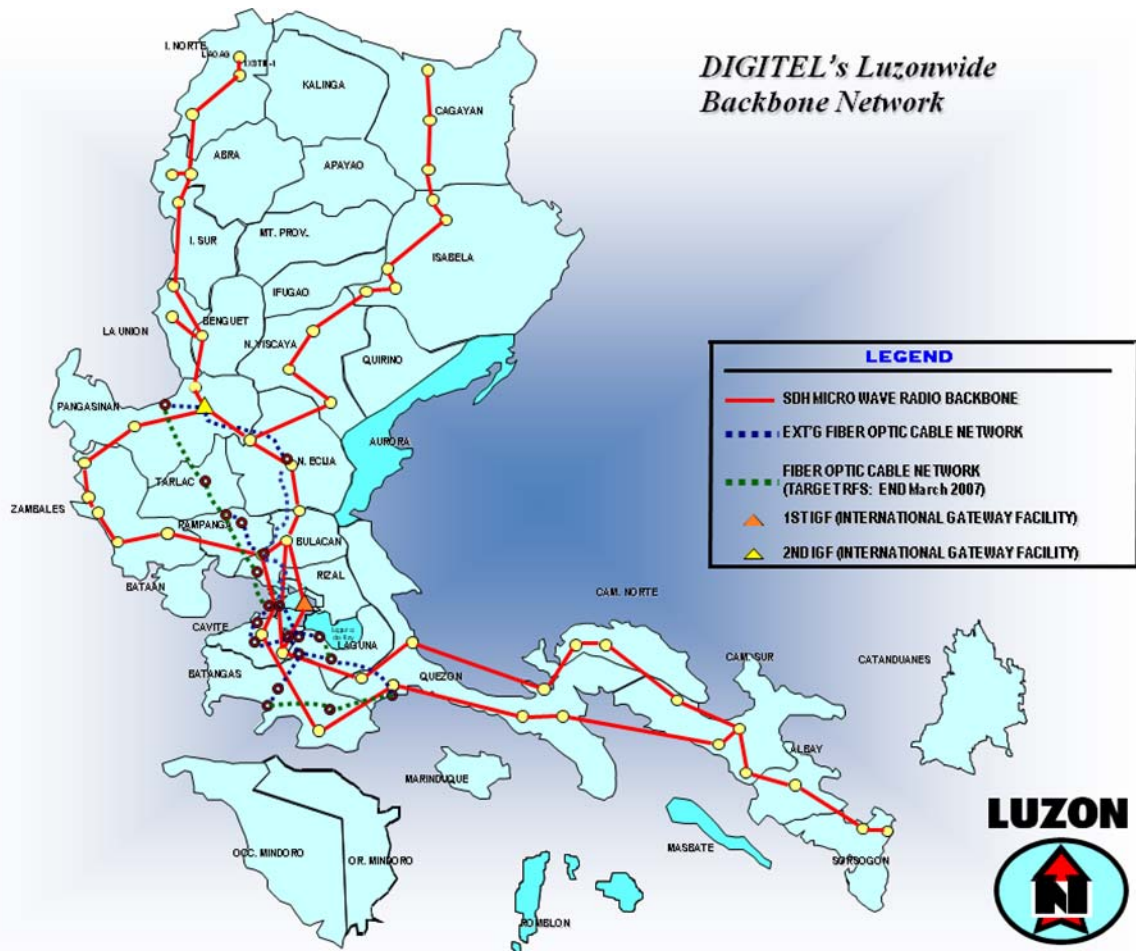 DIGITEL's Luzonwide
Backbone Network
I. NORTE
LAOAG
KALINGA
CAGAYAN
ABRA
APAYAO
I. SUR
MT. PROV.
ISABELA
IFUGAO
LA UNION
BENGUET
N. VISCAYA
QUIRINO
PANGASINAN
AURORA
N. ECIJA
TARLAC
ZAMBALES
PAMPANGA
BULACAN
BATAAN
RIZAL
CAVITE
Laguna
de Bay
LAGUNA
BATANGAS
QUEZON
CAM. NORTE
CAM. SUR
CATANDUANES
ALBAY
MARINDUQUE
MASBATE
SORSOGON
OCC. MINDORO
OR. MINDORO
ROMBLON
LEGEND
SDH MICRO WAVE RADIO BACKBONE
EXT'G FIBER OPTIC CABLE NETWORK
FIBER OPTIC CABLE NETWORK
(TARGET RFS: END March 2007)
1ST IGF (INTERNATIONAL GATEWAY FACILITY)
2ND IGF (INTERNATIONAL GATEWAY FACILITY)
LUZON
N